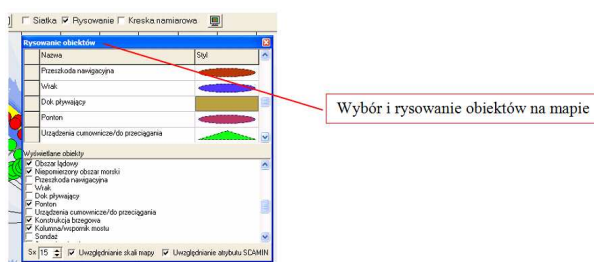 Siatka Rysowanie Kreska namiarowa
Rysowanie obiektów
Nazwa Styl
Przeszkoda nawigacyjna
Wrak
Dok pływający
Ponton
Urządzenia cumownicze/do przeciągania
Wybór i rysowanie obiektów na mapie
Wyświetlane obiekty
Obszar lądowy
Niepomierzony obszar morski
Przeszkoda nawigacyjna
Wrak
Dok pływający
Ponton
Urządzenia cumownicze/do przeciągania
Konstrukcja brzegowa
Kolumna/wspornik mostu
Sondaż
Sx 15 Uwzględnianie skali mapy Uwzględnianie atrybutu SCAMIN